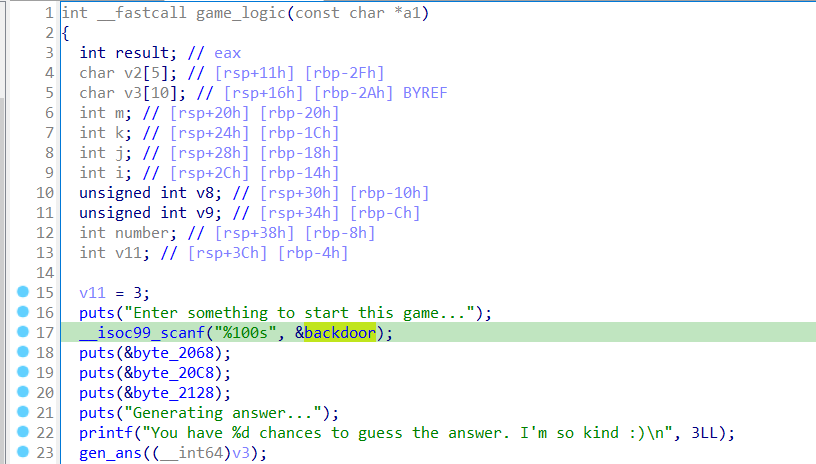 1 int __fastcall game_logic(const char *a1)
2 {
3 int result; // eax
4 char v2[5]; // [rsp+11h] [rbp-2Fh]
5 char v3[10]; // [rsp+16h] [rbp-2Ah] BYREF
6 int m; // [rsp+20h] [rbp-20h]
7 int k; // [rsp+24h] [rbp-1Ch]
8 int j; // [rsp+28h] [rbp-18h]
9 int i; // [rsp+2Ch] [rbp-14h]
10 unsigned int v8; // [rsp+30h] [rbp-10h]
11 unsigned int v9; // [rsp+34h] [rbp-Ch]
12 int number; // [rsp+38h] [rbp-8h]
13 int v11; // [rsp+3Ch] [rbp-4h]
14
15 v11 = 3;
16 puts("Enter something to start this game...");
17 __isoc99_scanf("%100s", &backdoor);
18 puts(&byte_2068);
19 puts(&byte_20C8);
20 puts(&byte_2128);
21 puts("Generating answer...");
22 printf("You have %d chances to guess the answer. I'm so kind :)\n", 3LL);
23 gen_ans((__int64)v3);